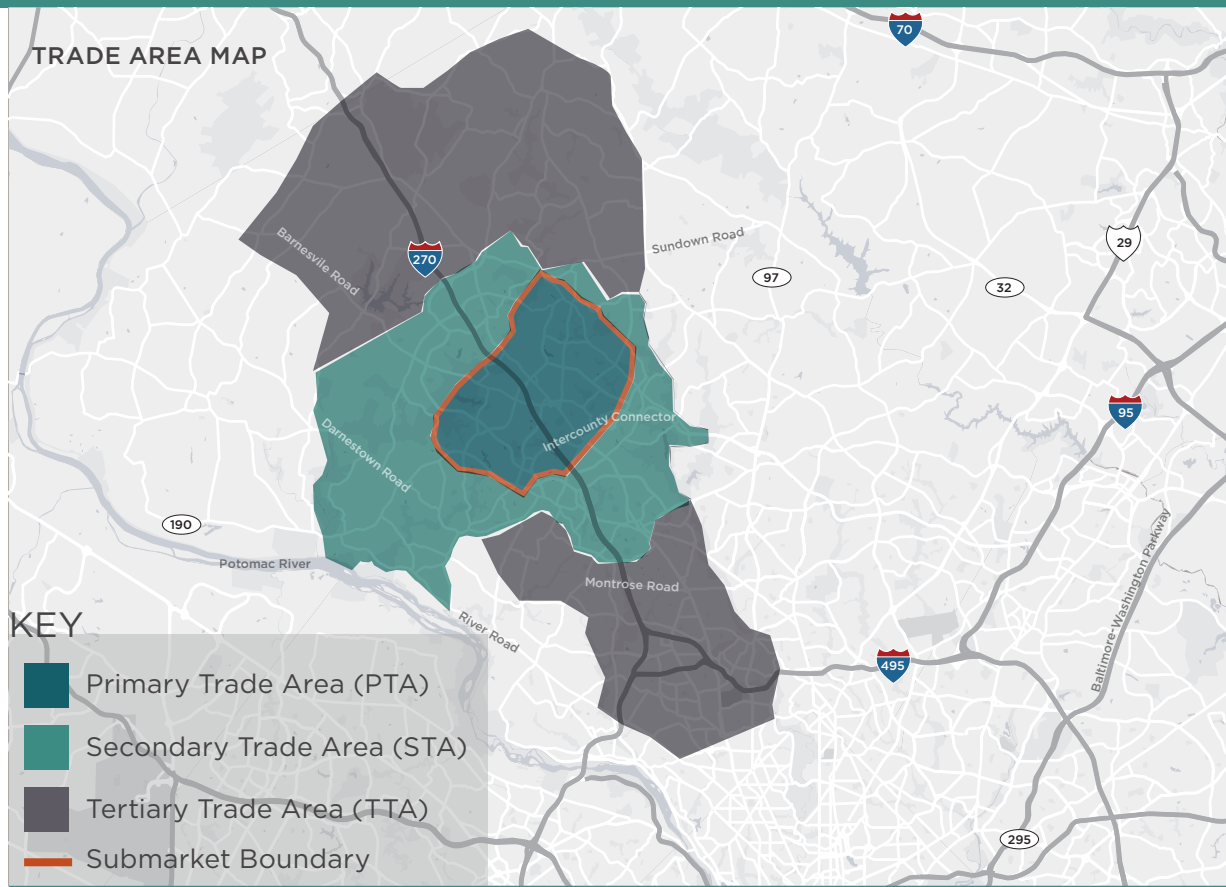 TRADE AREA MAP
70
Barnesvile Road
270
Sundown Road
97
32
29
95
Intercounty Connector
Darnestown Road
190
Potomac River
Montrose Road
River Road
495
Baltimore-Washington Parkway
295
KEY
Primary Trade Area (PTA)
Secondary Trade Area (STA)
Tertiary Trade Area (TTA)
Submarket Boundary